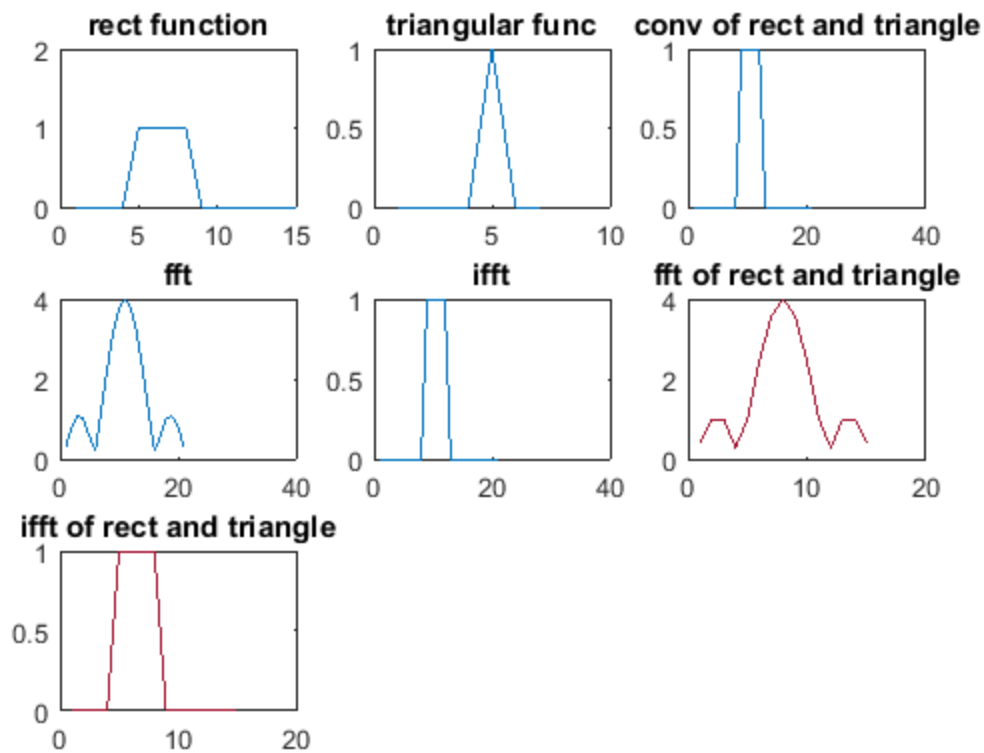 rect function
triangular func
conv of rect and triangle
2
1
0
0 5 10 15
1
0.5
0
0 5 10
1
0.5
0
0 20 40
fft
ifft
fft of rect and triangle
4
2
0
0 20 40
1
0.5
0
0 20 40
4
2
0
0 10 20
ifft of rect and triangle
1
0.5
0
0 10 20